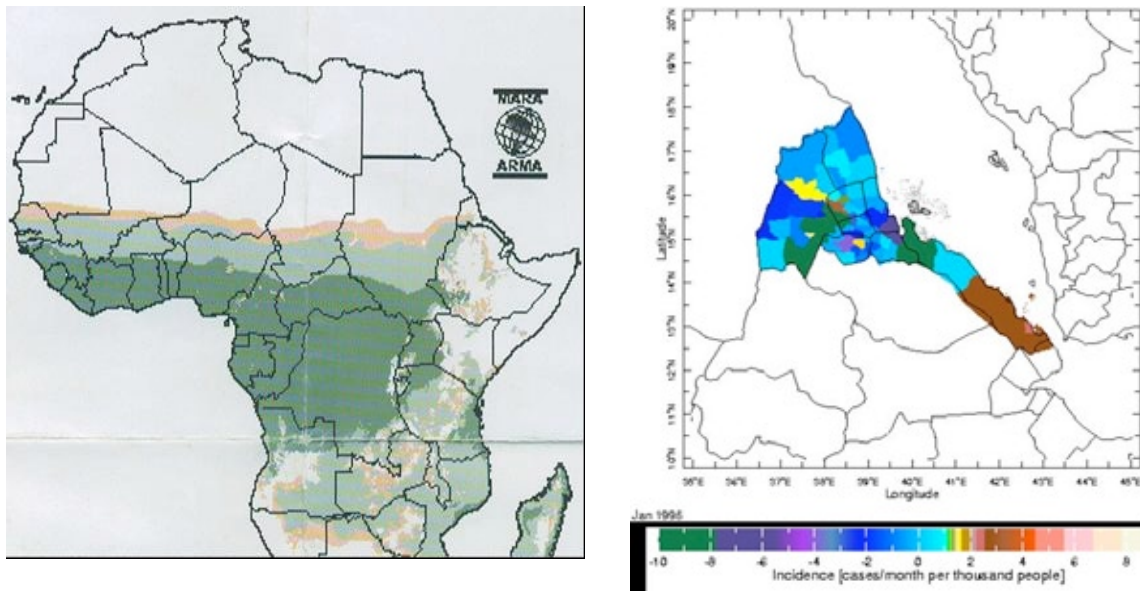 MARA
ARMA
20°N
19°N
18°N
17°N
16°N
15°N
14°N
13°N
12°N
11°N
10°N
Latitude
35°E 36°E 37°E 38°E 39°E 40°E 41°E 42°E 43°E 44°E 45°E
Longitude
Jan
-10 -8 -6 -4 -2 0 2 4 6 8
Incidence [cases/month per thousand people]